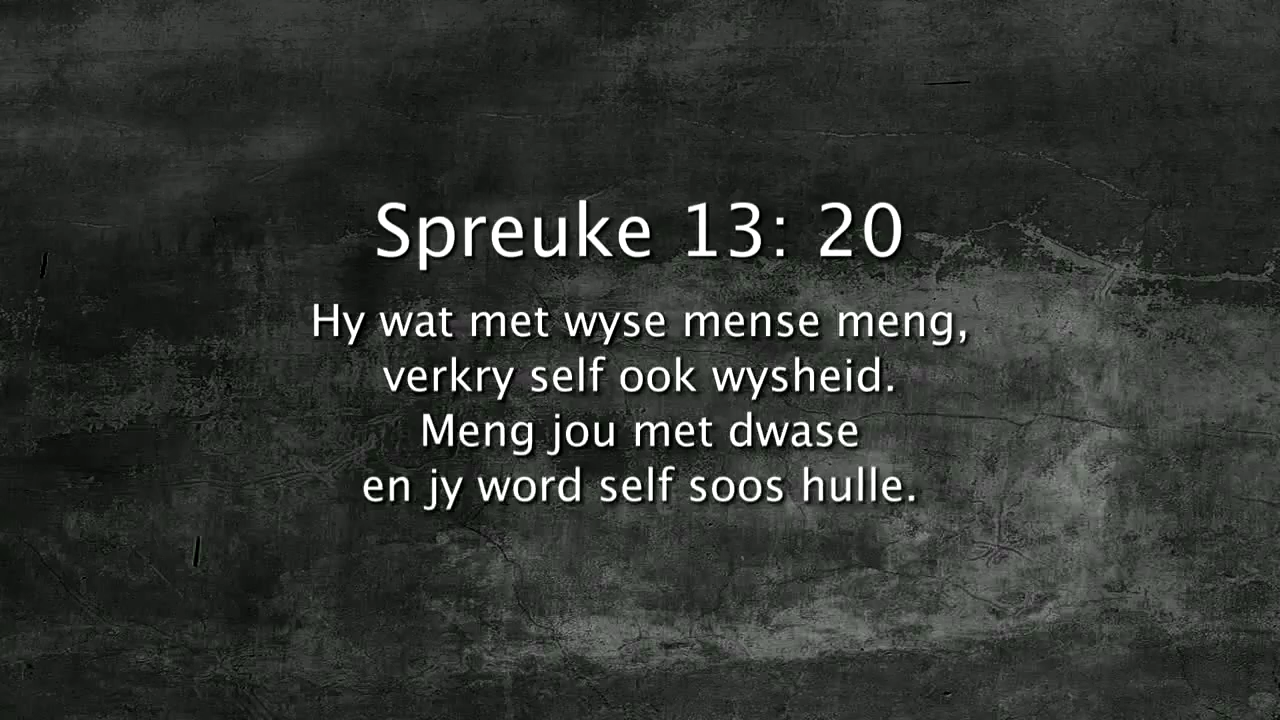 Spreuke 13: 20
Hy wat met wyse mense meng,
verkry self ook wysheid.
Meng jou met dwase
en jy word self soos hulle.